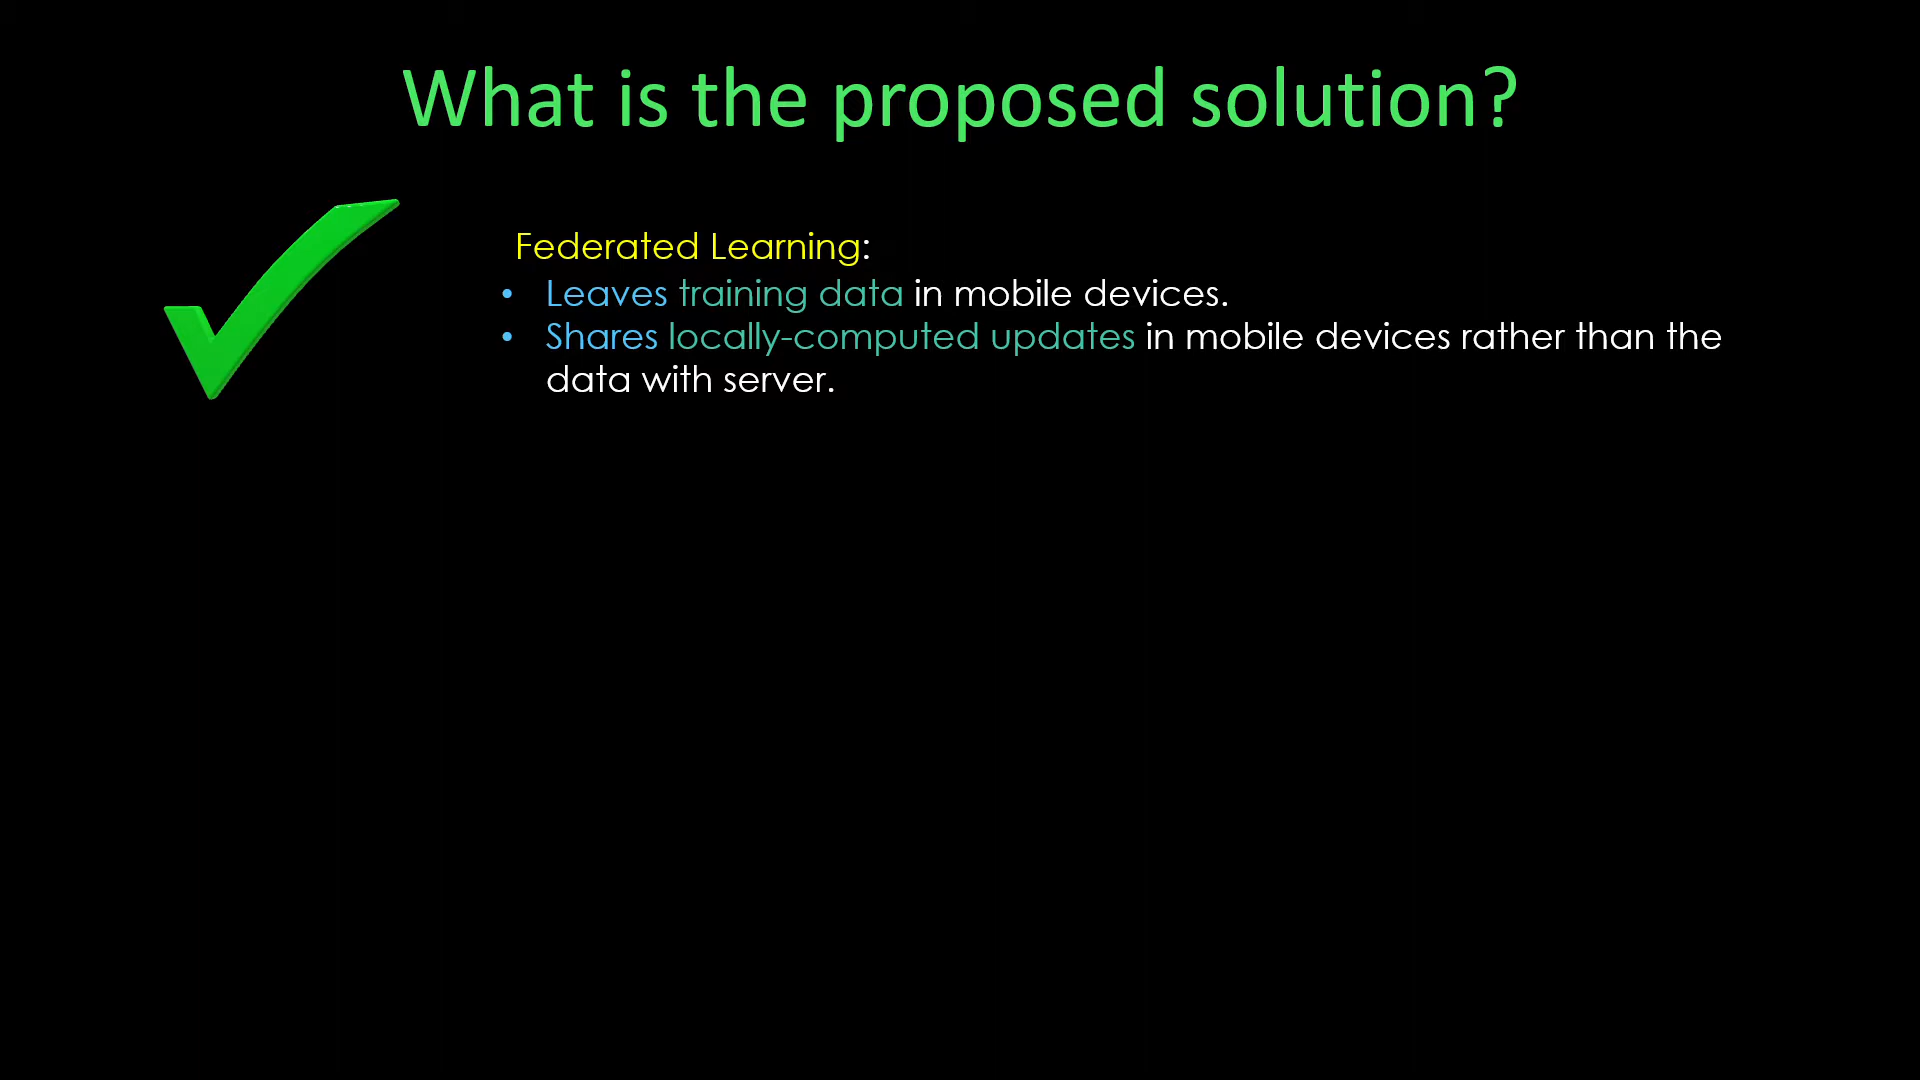 What is the proposed solution?
Federated Learning:
• Leaves training data in mobile devices.
• Shares locally-computed updates in mobile devices rather than the
data with server.